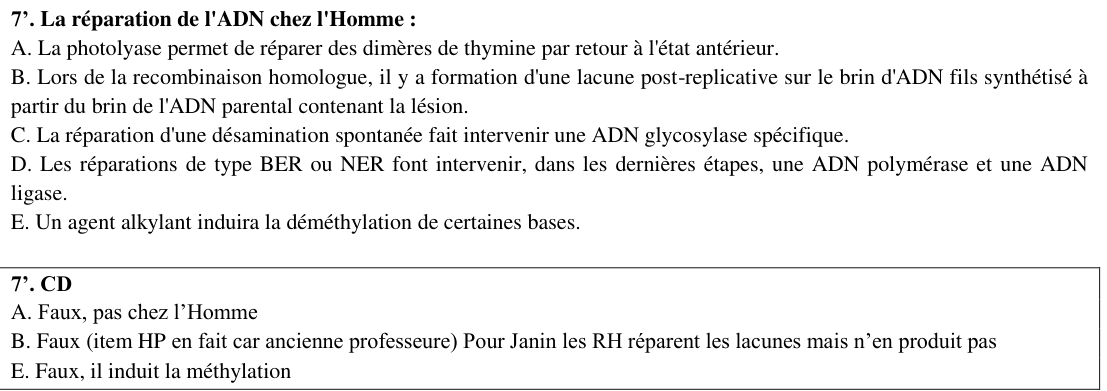 7’. La réparation de l'ADN chez l'Homme :
A. La photolyase permet de réparer des dimères de thymine par retour à l'état antérieur.
B. Lors de la recombinaison homologue, il y a formation d'une lacune post-replicative sur le brin d'ADN fils synthétisé à
partir du brin de l'ADN parental contenant la lésion.
C. La réparation d'une désamination spontanée fait intervenir une ADN glycosylase spécifique.
D. Les réparations de type BER ou NER font intervenir, dans les dernières étapes, une ADN polymérase et une ADN
ligase.
E. Un agent alkylant induira la déméthylation de certaines bases.
7’. CD
A. Faux, pas chez l’Homme
B. Faux (item HP en fait car ancienne professeure) Pour Janin les RH réparent les lacunes mais n’en produit pas
E. Faux, il induit la méthylation